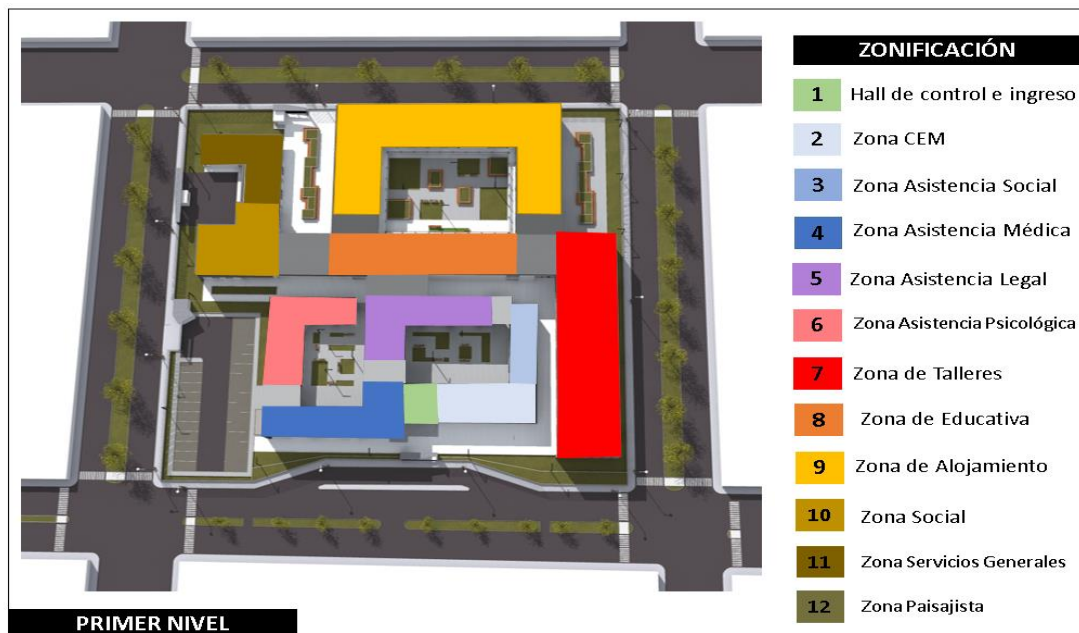 ZONIFICACIÓN
1 Hall de control e ingreso
2 Zona CEM
3 Zona Asistencia Social
4 Zona Asistencia Médica
5 Zona Asistencia Legal
6 Zona Asistencia Psicológica
7 Zona de Talleres
8 Zona de Educativa
9 Zona de Alojamiento
10 Zona Social
11 Zona Servicios Generales
12 Zona Paisajista
PRIMER NIVEL